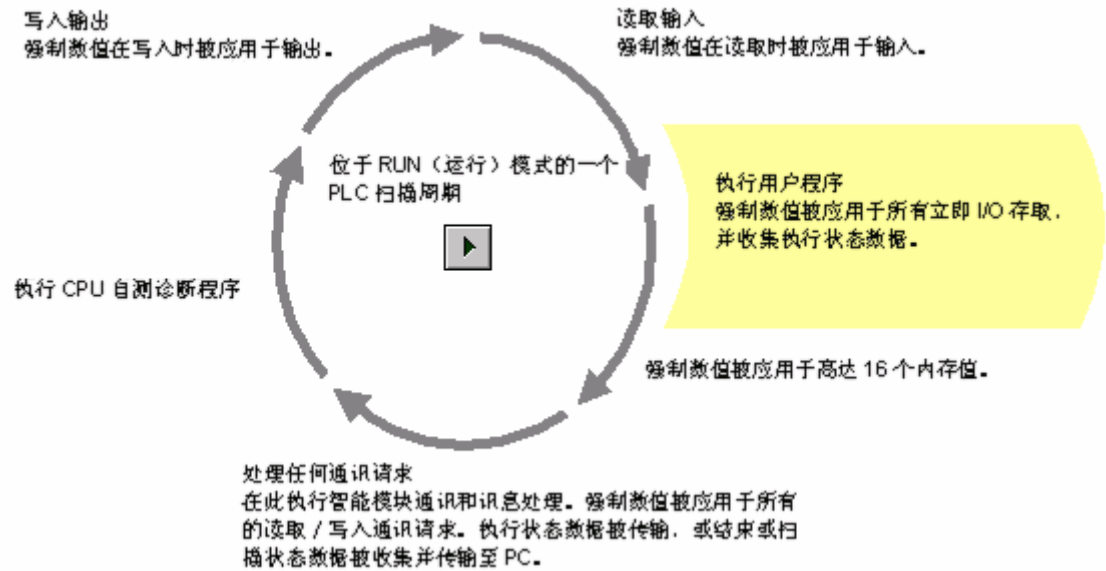 写入输出
强制数值在写入时被应用于输出。
读取输入
强制数值在读取时被应用于输入。
位于 RUN（运行）模式的一个
PLC 扫描周期
执行用户程序
强制数值被应用于所有立即 I/O 存取，
并收集执行状态数据。
执行 CPU 自测诊断程序
强制数值被应用于高达 16 个内存值。
处理任何通讯请求
在此执行智能模块通讯和讯息处理。强制数值被应用于所有
的读取 / 写入通讯请求。执行状态数据被传输，或结束或扫
描状态数据被收集并传输至 PC。